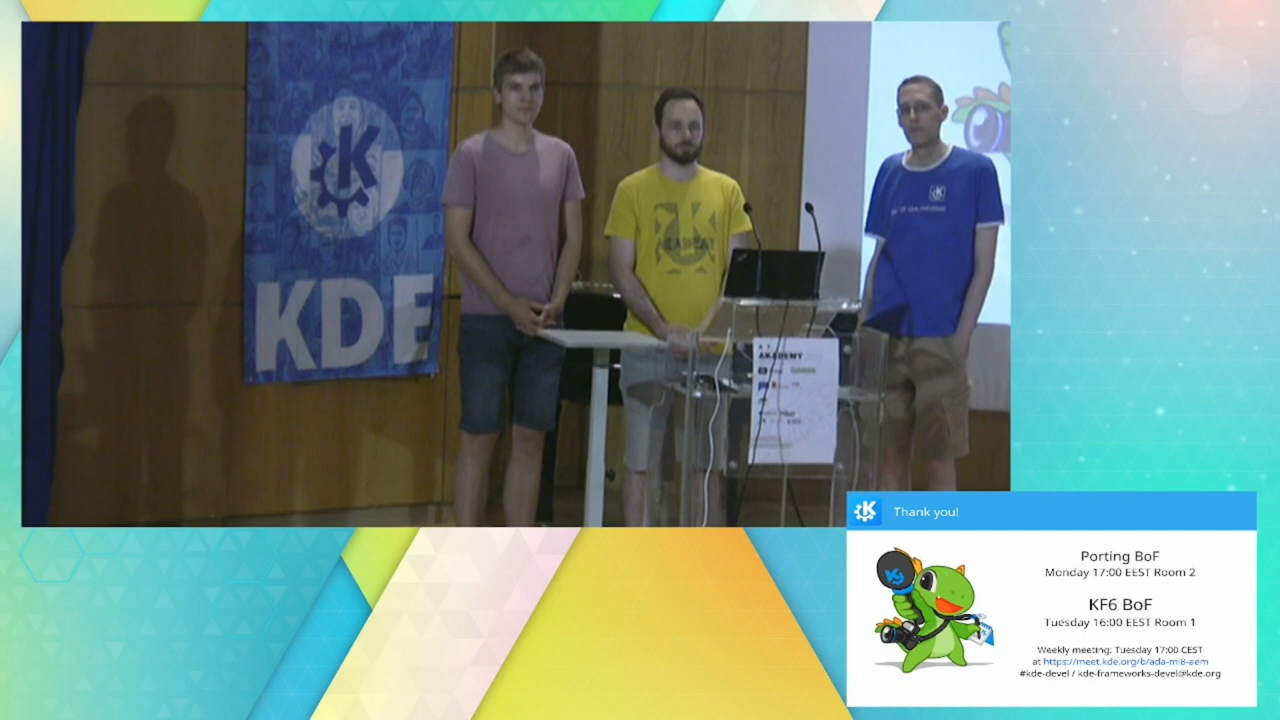 KDE
AKADEMY
AKADEMY
Thank you!
Porting BoF
Monday 17:00 EEST Room 2
KF6 BoF
Tuesday 16:00 EEST Room 1
Weekly meeting: Tuesday 17:00 CEST
at https://meet.kde.org/b/ada-mi8-aem
#kde-devel / kde-frameworks-devel@kde.org